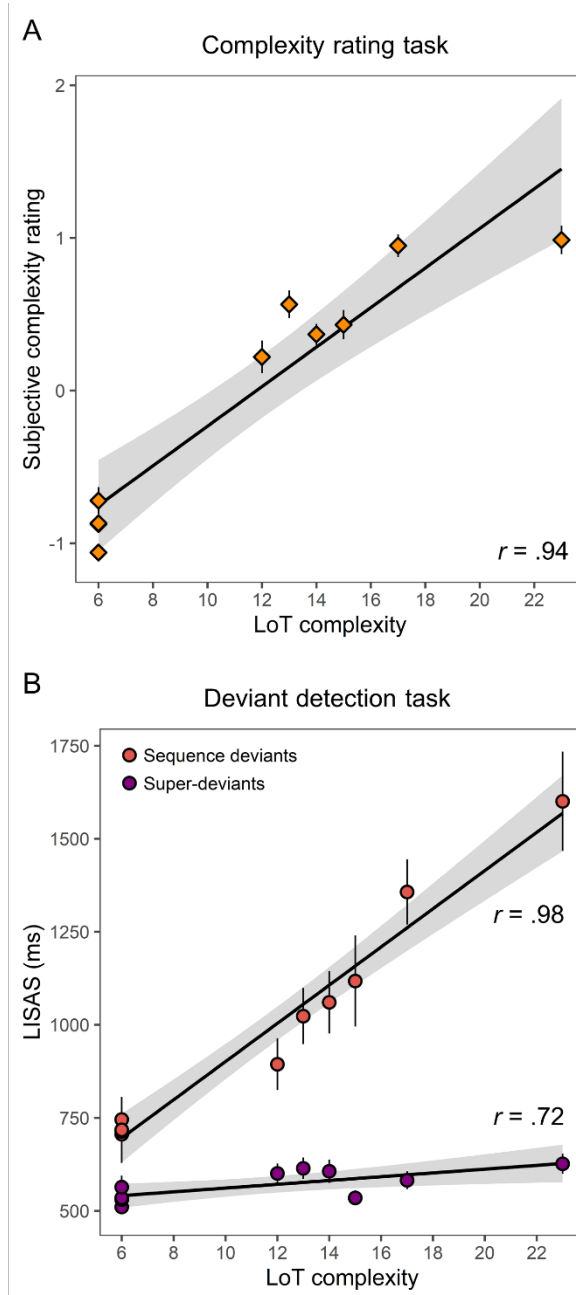 A
Complexity rating task
Subjective complexity rating
2
1
0
-1
r = .94
6 8 10 12 14 16 18 20 22
LoT complexity
B
Deviant detection task
LISAS (ms)
1750
1500
1250
1000
750
500
Sequence deviants
Super-deviants
r = .98
r = .72
6 8 10 12 14 16 18 20 22
LoT complexity